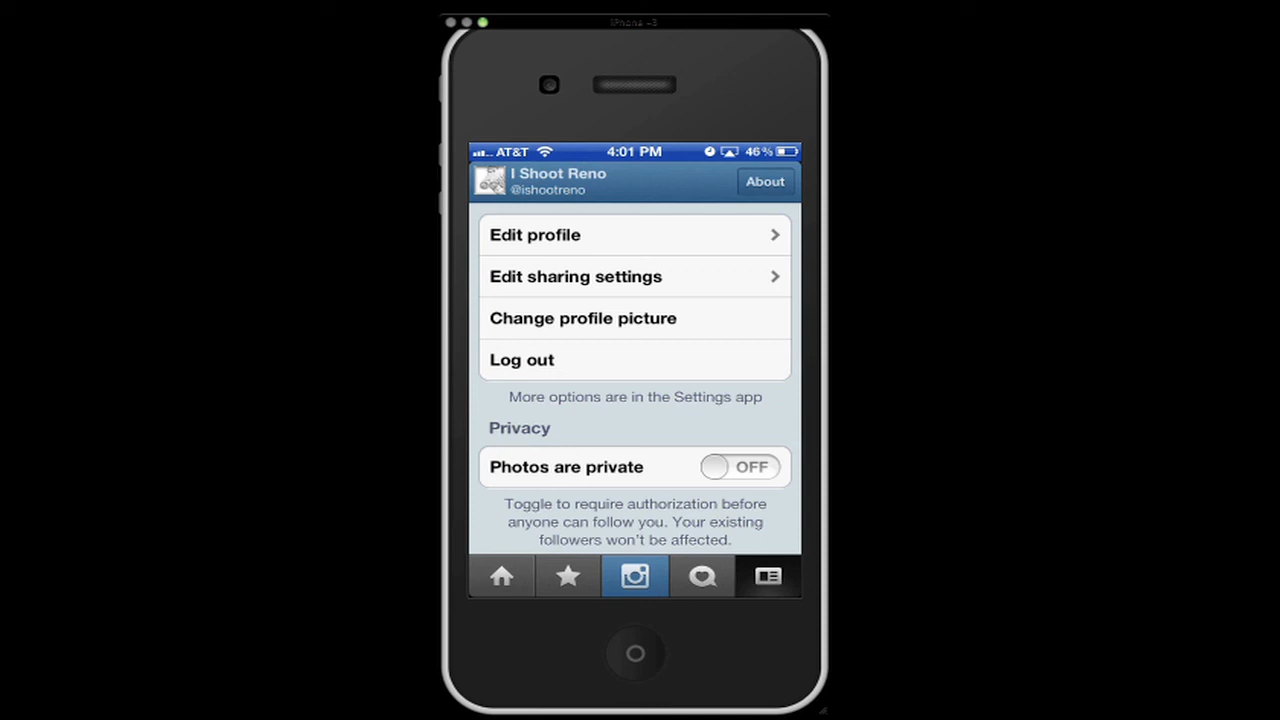 iPhone -3
AT&T 4:01 PM 46%
I Shoot Reno
@ishootreno
About
Edit profile
Edit sharing settings
Change profile picture
Log out
More options are in the Settings app
Privacy
Photos are private OFF
Toggle to require authorization before
anyone can follow you. Your existing
followers won't be affected.